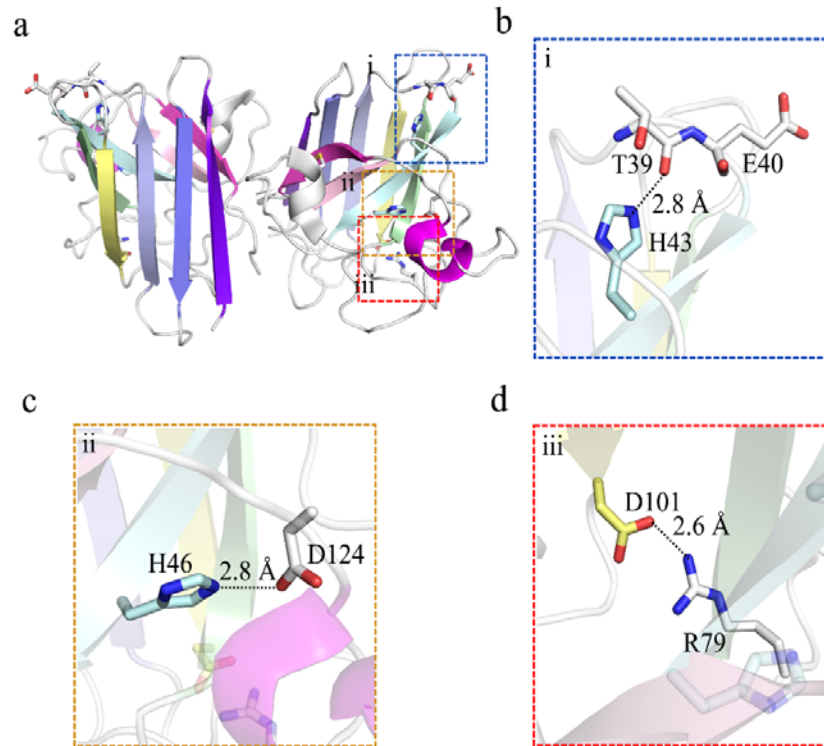 a
i
ii
iii
b
i
T39
E40
2.8 Å
H43
c
ii
H46
2.8 Å
D124
d
iii
D101
2.6 Å
R79